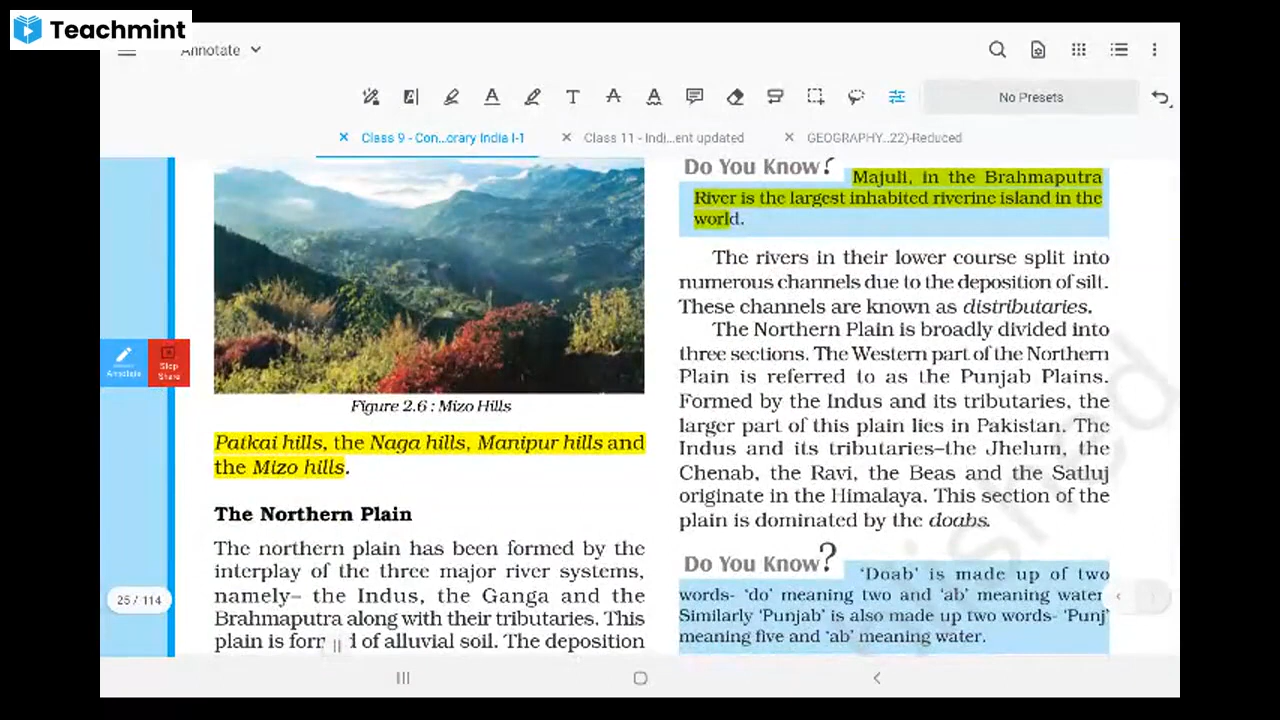 Teachmint
Annotate
No Presets
Class 9 - Con...orary India I-1
Class 11 - Indi...ent updated
GEOGRAPHY...22)-Reduced
Figure 2.6 : Mizo Hills
Patkai hills, the Naga hills, Manipur hills and
the Mizo hills.
The Northern Plain
The northern plain has been formed by the
interplay of the three major river systems,
namely– the Indus, the Ganga and the
Brahmaputra along with their tributaries. This
plain is for d of alluvial soil. The deposition
Do You Know?
Majuli, in the Brahmaputra
River is the largest inhabited riverine island in the
world.
The rivers in their lower course split into
numerous channels due to the deposition of silt.
These channels are known as distributaries.
The Northern Plain is broadly divided into
three sections. The Western part of the Northern
Plain is referred to as the Punjab Plains.
Formed by the Indus and its tributaries, the
larger part of this plain lies in Pakistan. The
Indus and its tributaries–the Jhelum, the
Chenab, the Ravi, the Beas and the Satluj
originate in the Himalaya. This section of the
plain is dominated by the doabs.
Do You Know?
'Doab' is made up of two
words- 'do' meaning two and 'ab' meaning water
Similarly 'Punjab' is also made up two words- 'Punj'
meaning five and 'ab' meaning water.
Annotate
Stop
Share
25 / 114